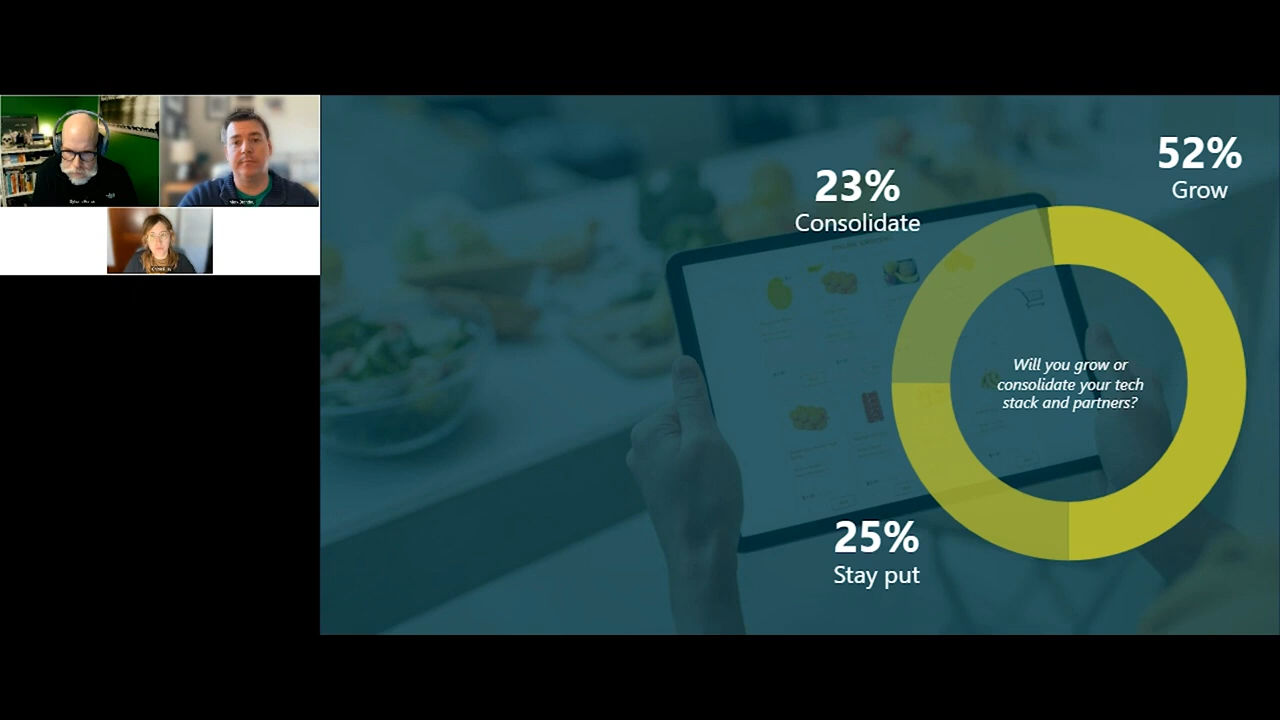 52%
Grow
23%
Consolidate
Will you grow or
consolidate your tech
stack and partners?
25%
Stay put